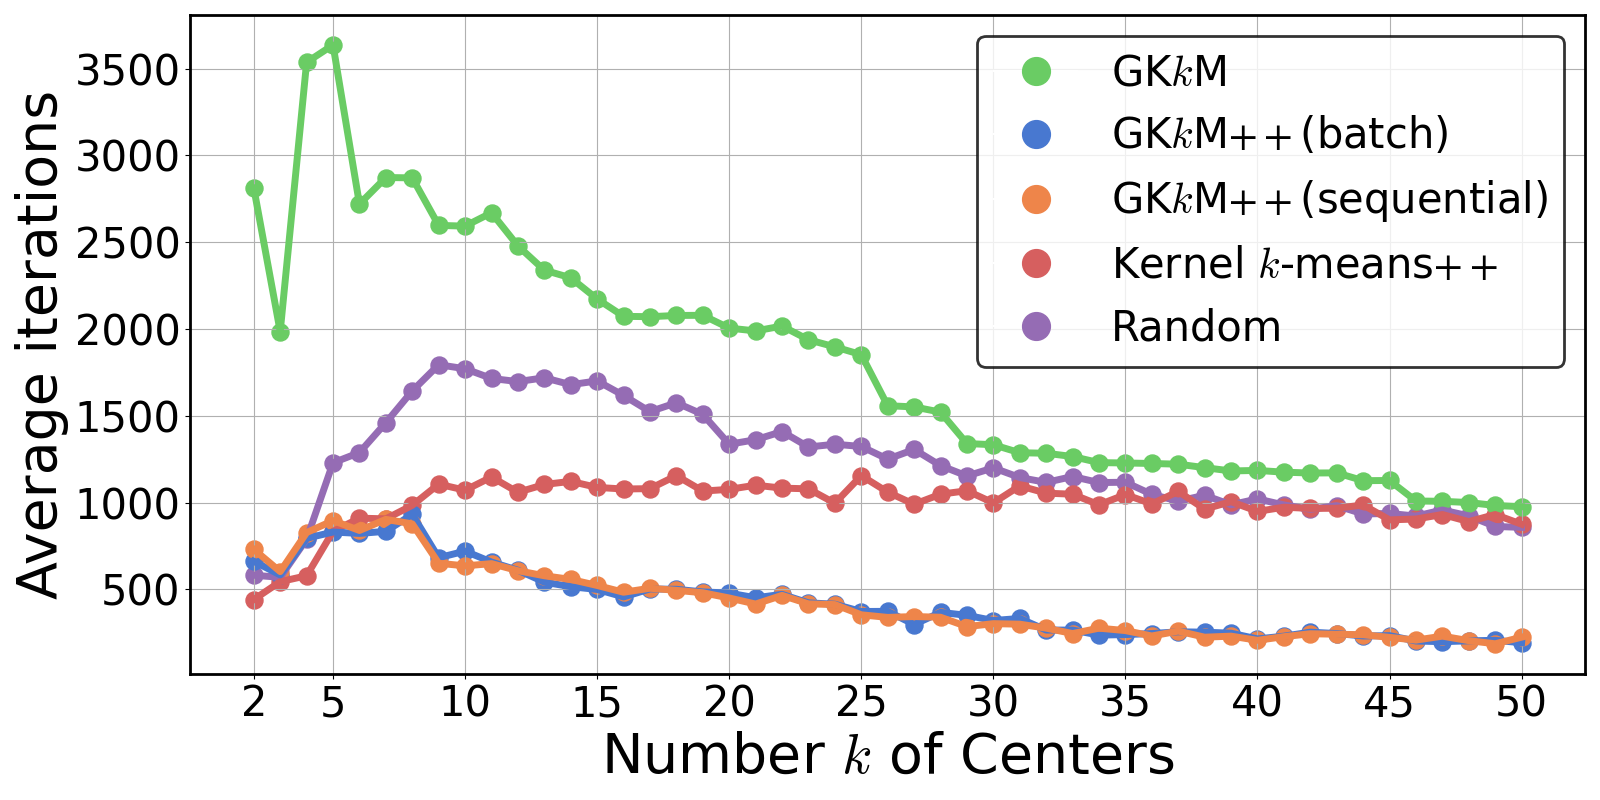 Average iterations
3500
3000
2500
2000
1500
1000
500
GKkM
GKkM++(batch)
GKkM++(sequential)
Kernel k-means++
Random
2 5 10 15 20 25 30 35 40 45 50
Number k of Centers